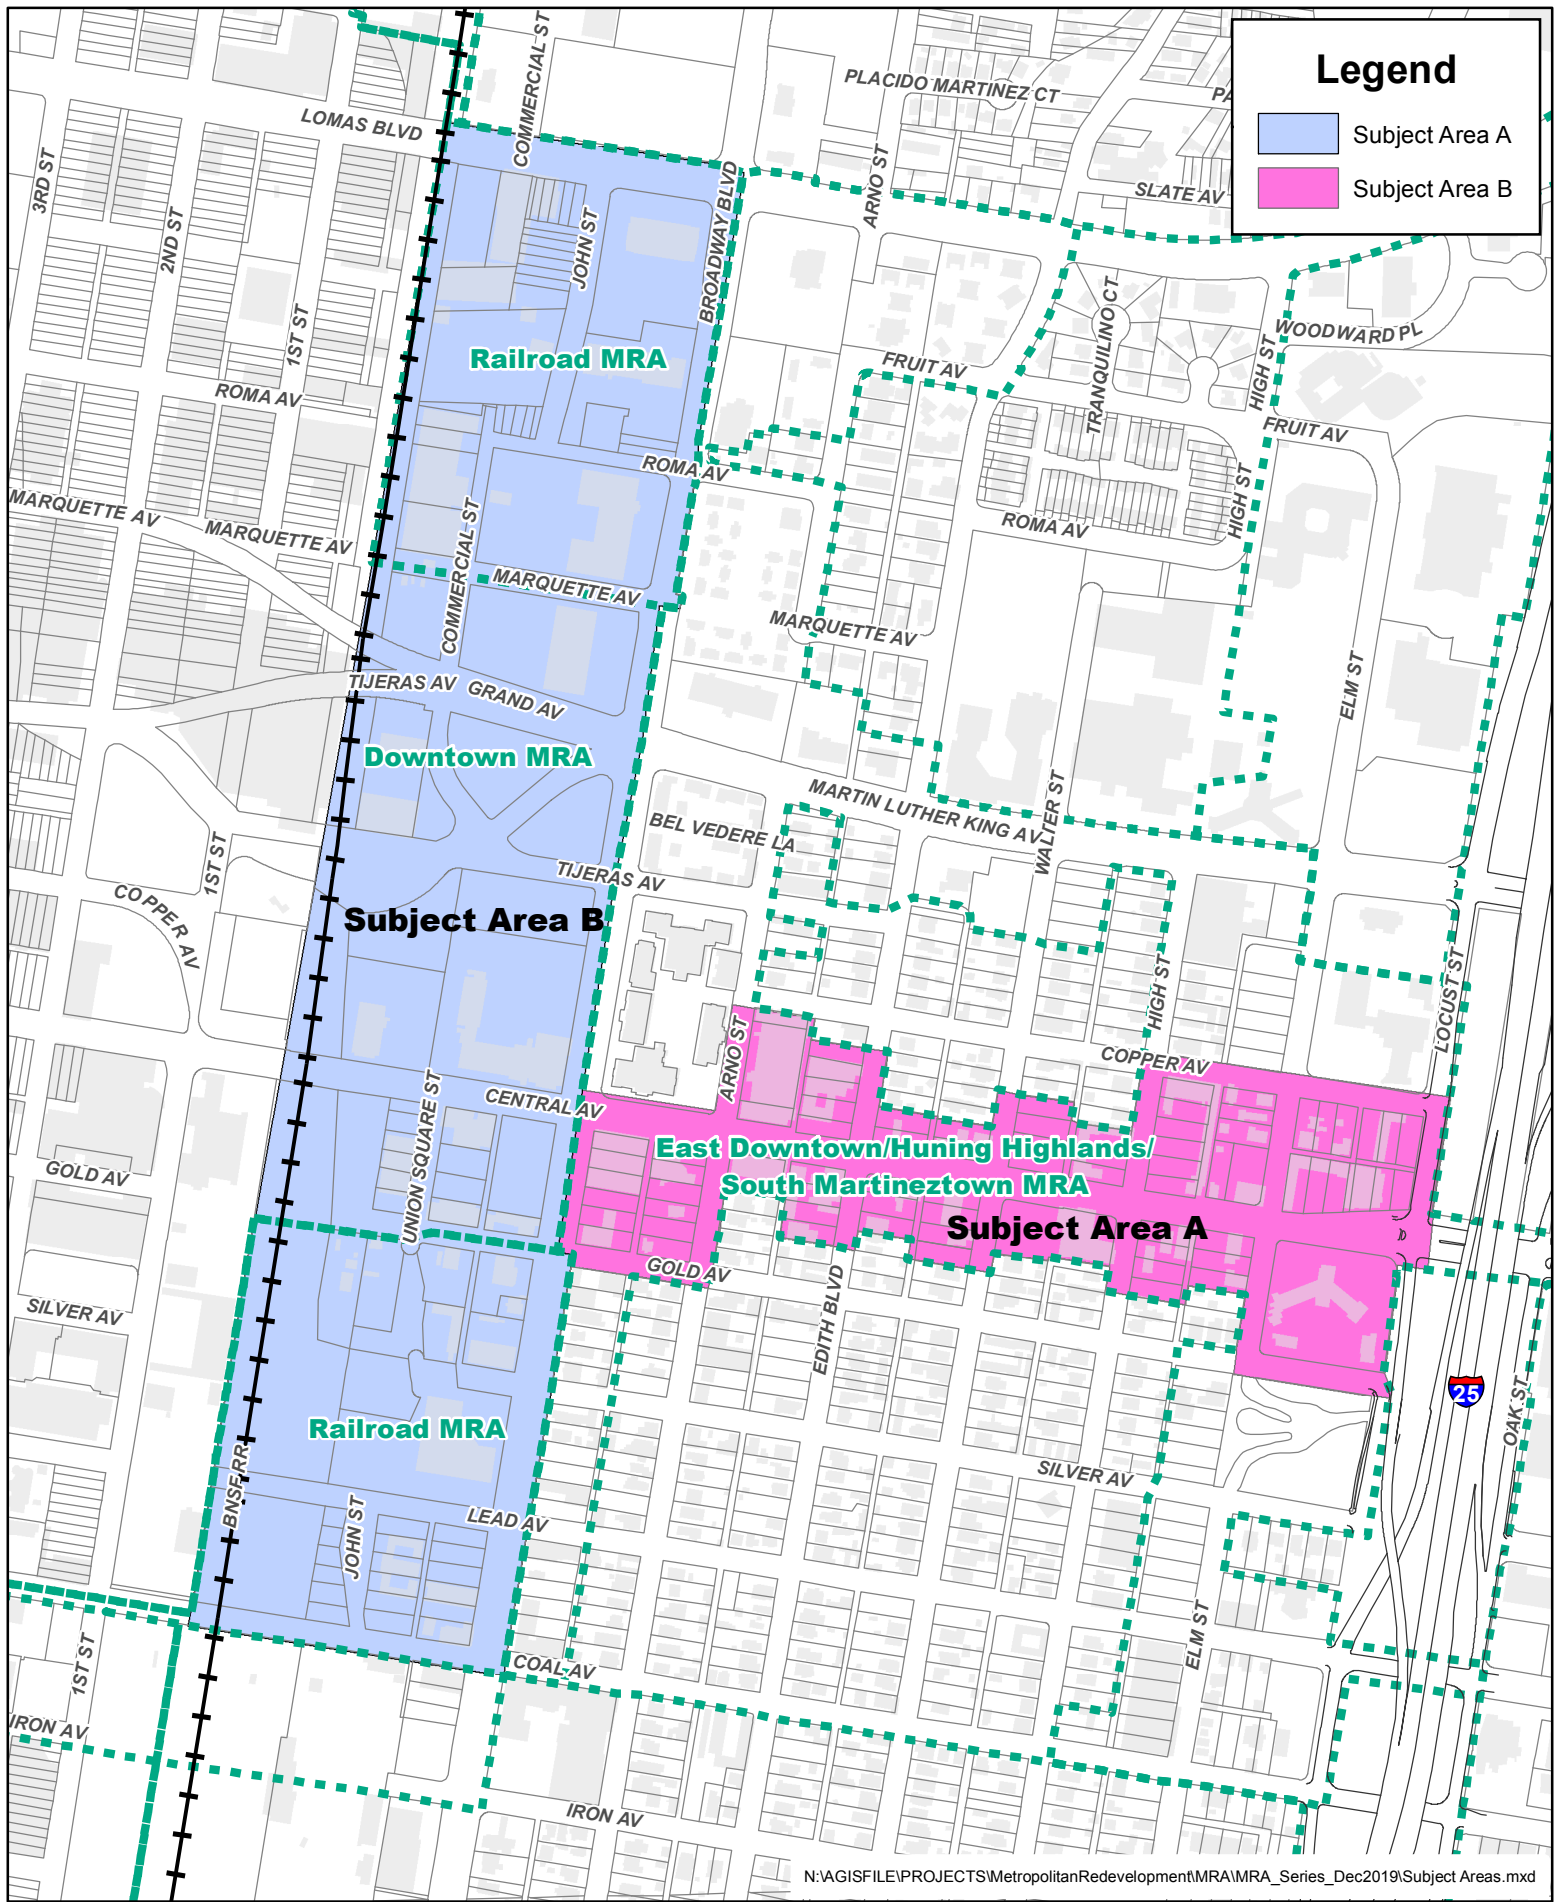 Legend
Subject Area A
Subject Area B
COMMERCIAL ST
PLACIDO MARTINEZ CT
LOMAS BLVD
3RD ST
2ND ST
ARNO ST
SLATE AV
BROADWAY BLVD
JOHN ST
1ST ST
TRANQUILINO CT
WOODWARD PL
HIGH ST
Railroad MRA
FRUIT AV
ROMA AV
FRUIT AV
ROMA AV
HIGH ST
MARQUETTE AV
MARQUETTE AV
COMMERCIAL ST
ROMA AV
MARQUETTE AV
MARQUETTE AV
ELM ST
TIJERAS AV
GRAND AV
Downtown MRA
MARTIN LUTHER KING AV
WALTER ST
BEL VEDERE LA
1ST ST
TIJERAS AV
COPPER AV
Subject Area B
HIGH ST
LOCUST ST
ARNO ST
COPPER AV
CENTRAL AV
UNION SQUARE ST
East Downtown/Huning Highlands/
South Martineztown MRA
GOLD AV
Subject Area A
GOLD AV
SILVER AV
EDITH BLVD
25
OAK ST
Railroad MRA
BNSF RR
SILVER AV
JOHN ST
LEAD AV
ELM ST
1ST ST
COAL AV
IRON AV
IRON AV
N:\AGISFILE\PROJECTS\MetropolitanRedevelopment\MRA\MRA_Series_Dec2019\Subject Areas.mxd